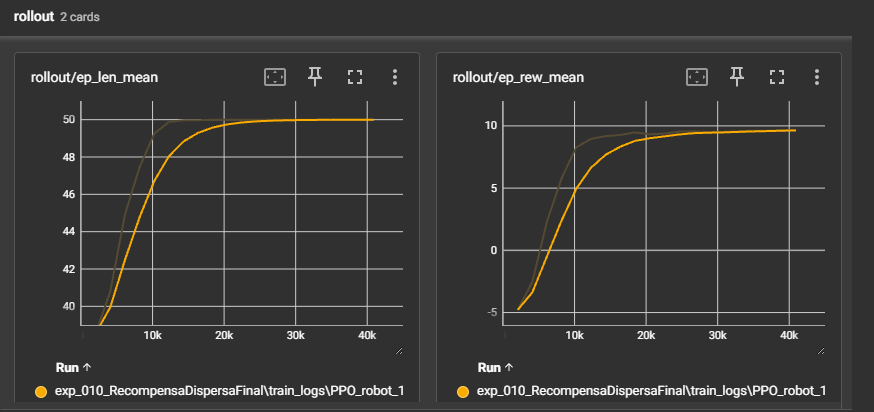 rollout 2 cards
rollout/ep_len_mean
50
48
46
44
42
40
10k 20k 30k 40k
Run ↑
exp_010_RecompensaDispersaFinal\train_logs\PPO_robot_1
rollout/ep_rew_mean
10
5
0
-5
10k 20k 30k 40k
Run ↑
exp_010_RecompensaDispersaFinal\train_logs\PPO_robot_1